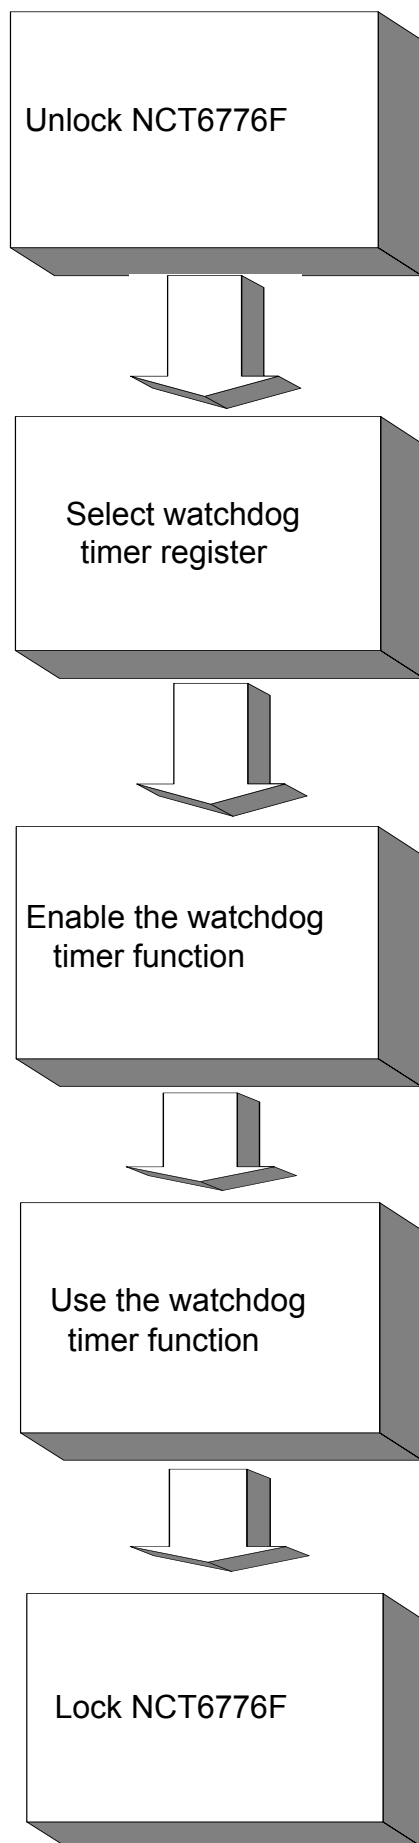 Unlock NCT6776F
Select watchdog
timer register
Enable the watchdog
timer function
Use the watchdog
timer function
Lock NCT6776F